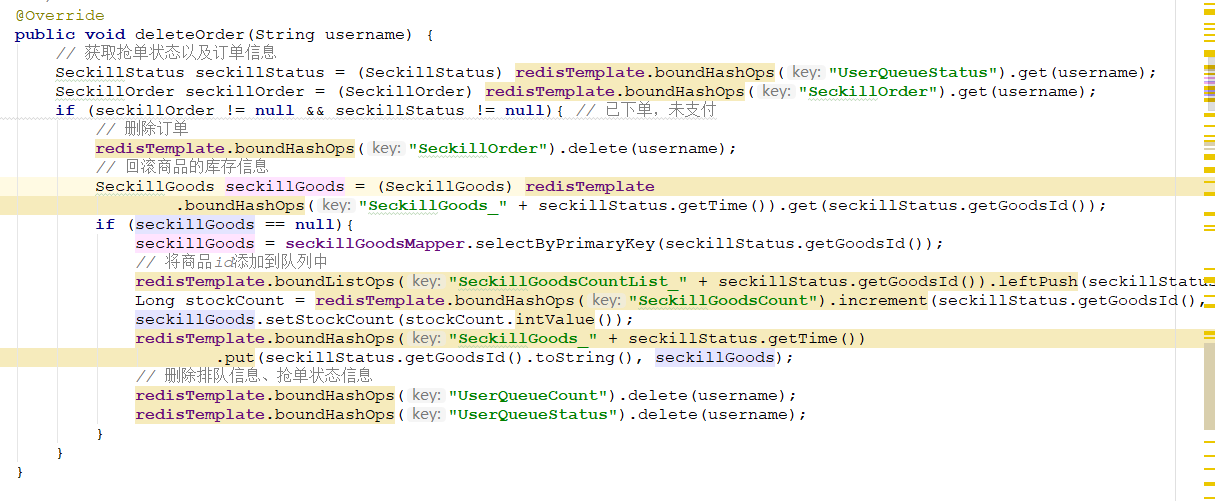 @Override
public void deleteOrder(String username) {
// 获取抢单状态以及订单信息
SeckillStatus seckillStatus = (SeckillStatus) redisTemplate.boundHashOps( key: "UserQueueStatus").get(username);
SeckillOrder seckillOrder = (SeckillOrder) redisTemplate.boundHashOps( key: "SeckillOrder").get(username);
if (seckillOrder != null && seckillStatus != null){ // 已下单，未支付
// 删除订单
redisTemplate.boundHashOps( key: "SeckillOrder").delete(username);
// 回滚商品的库存信息
SeckillGoods seckillGoods = (SeckillGoods) redisTemplate
.boundHashOps( key: "SeckillGoods_" + seckillStatus.getTime()).get(seckillStatus.getGoodsId());
if (seckillGoods == null){
seckillGoods = seckillGoodsMapper.selectByPrimaryKey(seckillStatus.getGoodsId());
// 将商品id添加到队列中
redisTemplate.boundListOps( key: "SeckillGoodsCountList_" + seckillStatus.getGoodsId()).leftPush(seckillStatus
Long stockCount = redisTemplate.boundHashOps( key: "SeckillGoodsCount").increment(seckillStatus.getGoodsId(),
seckillGoods.setStockCount(stockCount.intValue());
redisTemplate.boundHashOps( key: "SeckillGoods_" + seckillStatus.getTime())
.put(seckillStatus.getGoodsId().toString(), seckillGoods);
// 删除排队信息、抢单状态信息
redisTemplate.boundHashOps( key: "UserQueueCount").delete(username);
redisTemplate.boundHashOps( key: "UserQueueStatus").delete(username);
}
}
}